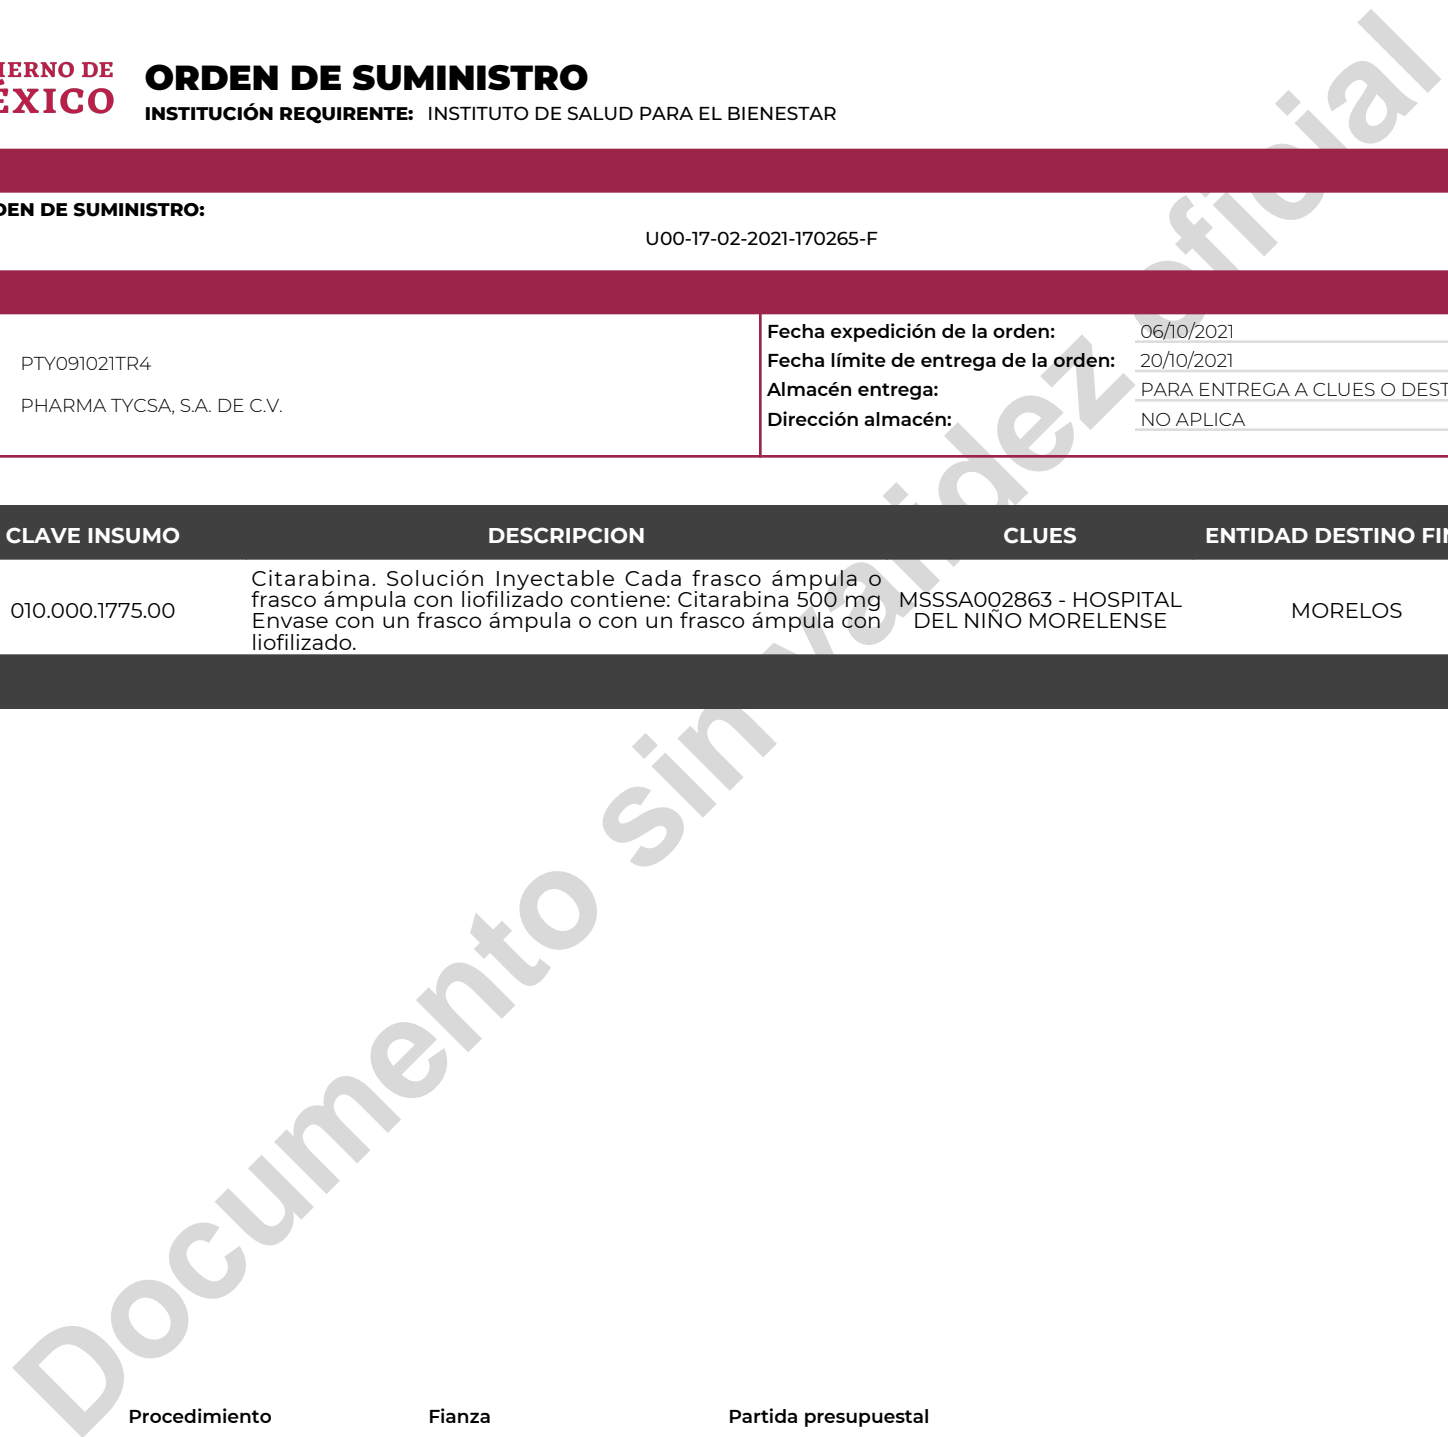 IERNO DE
ÉXICO
ORDEN DE SUMINISTRO
INSTITUCIÓN REQUIRENTE: INSTITUTO DE SALUD PARA EL BIENESTAR
DEN DE SUMINISTRO:
U00-17-02-2021-170265-F
PTY091021TR4
PHARMA TYCSA, S.A. DE C.V.
Fecha expedición de la orden: 06/10/2021
Fecha límite de entrega de la orden: 20/10/2021
Almacén entrega: PARA ENTREGA A CLUES O DEST
Dirección almacén: NO APLICA
CLAVE INSUMO DESCRIPCION CLUES ENTIDAD DESTINO FIN
010.000.1775.00
Citarabina. Solución Inyectable Cada frasco ámpula o
frasco ámpula con liofilizado contiene: Citarabina 500 mg
Envase con un frasco ámpula o con un frasco ámpula con
liofilizado.
MSSSA002863 - HOSPITAL
DEL NIÑO MORELENSE
MORELOS
Documento sin validez oficial
Procedimiento Fianza Partida presupuestal